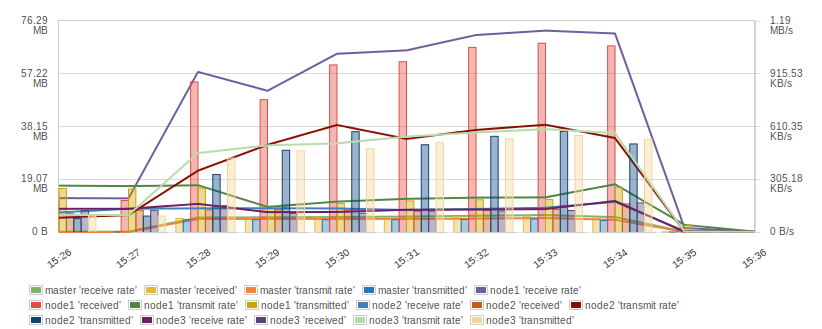 76.29 MB
57.22 MB
38.15 MB
19.07 MB
0 B
1.19 MB/s
915.53 KB/s
610.35 KB/s
305.18 KB/s
0 B/s
15:26 15:27 15:28 15:29 15:30 15:31 15:32 15:33 15:34 15:35 15:36
master 'receive rate' master 'received' master 'transmit rate' master 'transmitted' node1 'receive rate'
node1 'received' node1 'transmit rate' node1 'transmitted' node2 'receive rate' node2 'received' node2 'transmit rate'
node2 'transmitted' node3 'receive rate' node3 'received' node3 'transmit rate' node3 'transmitted'